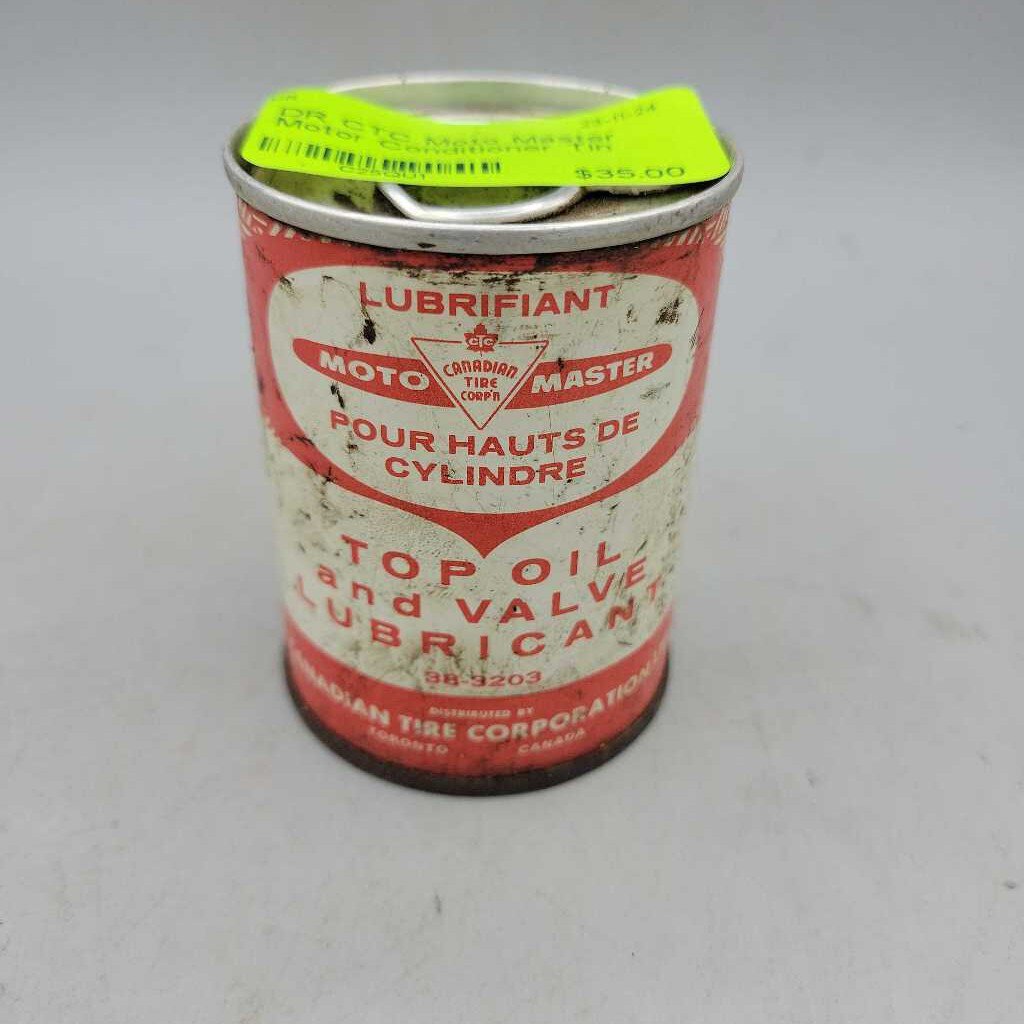 DR CTC Moto Master
Motor Conditioner Tin
$35.00
LUBRIFIANT
CTC
MOTO CANADIAN TIRE CORP'N MASTER
POUR HAUTS DE
CYLINDRE
TOP OIL
and VALVE
LUBRICANT
38-3203
DISTRIBUTED BY
CANADIAN TIRE CORPORATION
TORONTO CANADA